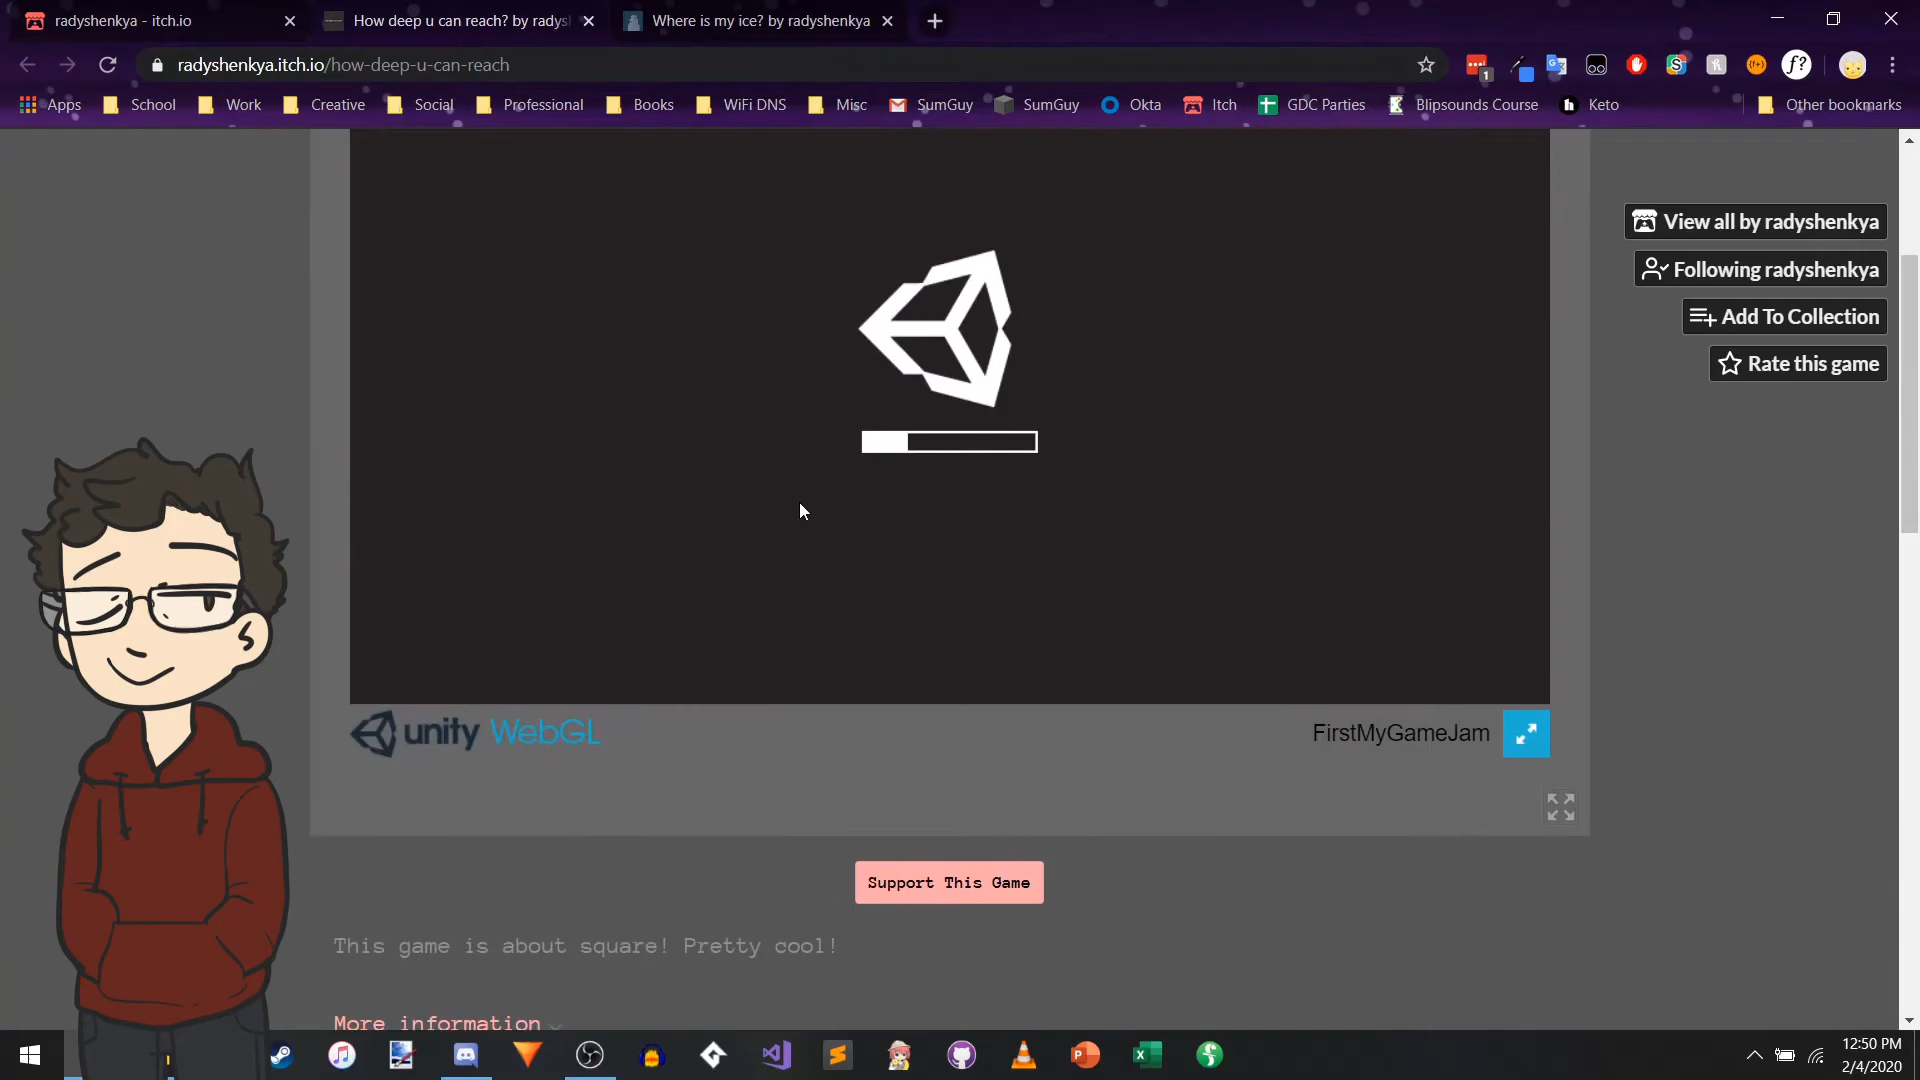 radyshenkya - itch.io
How deep u can reach? by radysh
Where is my ice? by radyshenkya
radyshenkya.itch.io/how-deep-u-can-reach
1
f?
Apps
School
Work
Creative
Social
Professional
Books
WiFi DNS
Misc
SumGuy
SumGuy
Okta
Itch
GDC Parties
Blipsounds Course
Keto
Other bookmarks
View all by radyshenkya
Following radyshenkya
Add To Collection
Rate this game
unity WebGL
FirstMyGameJam
Support This Game
This game is about square! Pretty cool!
More information
12:50 PM
2/4/2020